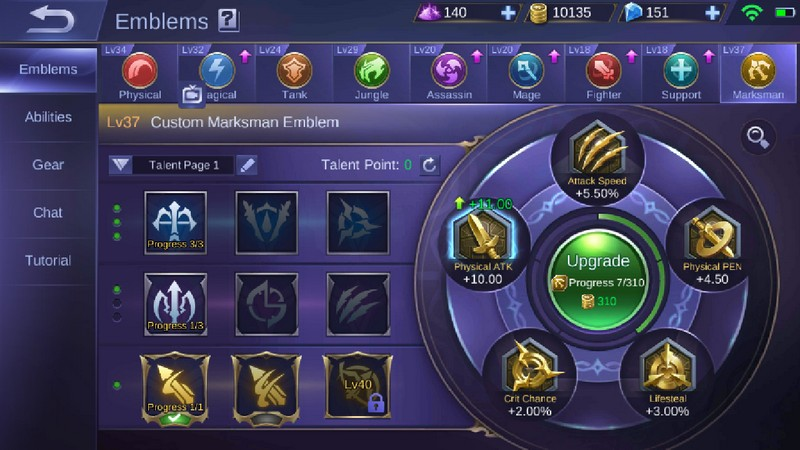 Emblems ?
140
10135
151
Emblems
Abilities
Gear
Chat
Tutorial
Lv34
Physical
Lv32
agical
Lv24
Tank
Lv29
Jungle
Lv20
Assassin
Lv20
Mage
Lv18
Fighter
Lv18
Support
Lv37
Marksman
Lv37 Custom Marksman Emblem
Talent Page 1
Talent Point: 0
Progress 3/3
Progress 1/3
Progress 1/1
Lv40
Attack Speed
+5.50%
+11.00
Physical ATK
+10.00
Physical PEN
+4.50
Upgrade
Progress 7/310
310
Crit Chance
+2.00%
Lifesteal
+3.00%